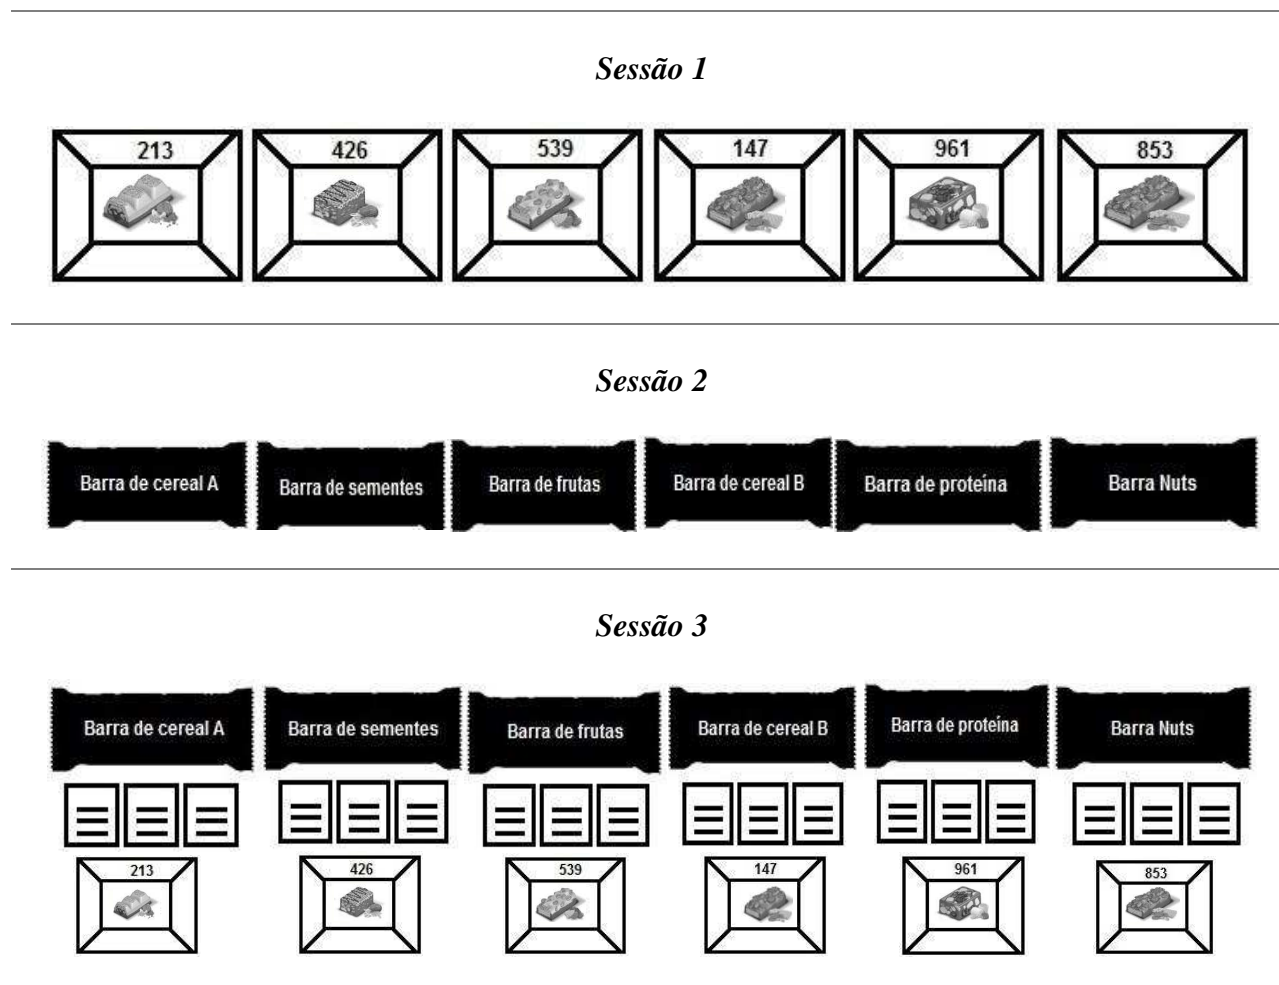 Sessão 1
213 426 539 147 961 853
Sessão 2
Barra de cereal A Barra de sementes Barra de frutas Barra de cereal B Barra de proteína Barra Nuts
Sessão 3
Barra de cereal A Barra de sementes Barra de frutas Barra de cereal B Barra de proteína Barra Nuts
213 426 539 147 961 853